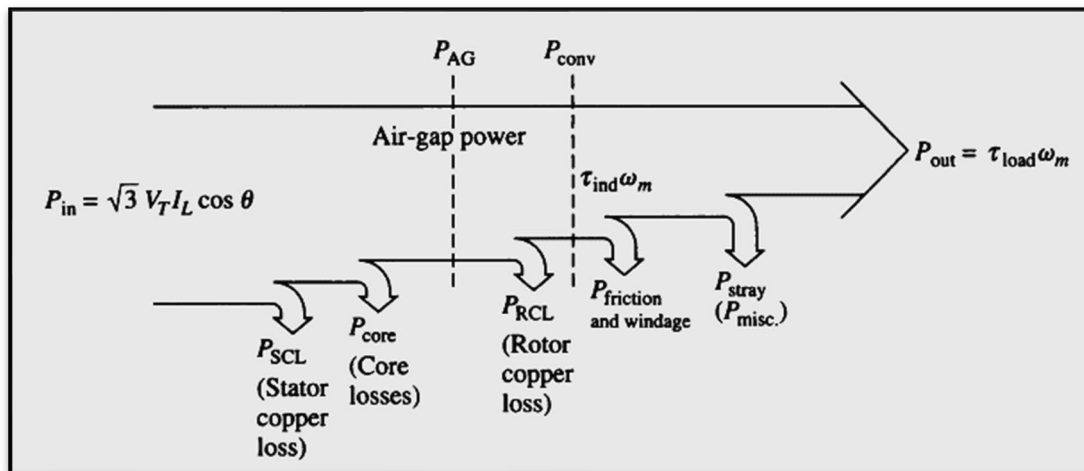 P_AG
P_conv
Air-gap power
P_out = τ_load ω_m
τ_ind ω_m
P_in = √3 V_T I_L cos θ
P_SCL
(Stator
copper
loss)
P_core
(Core
losses)
P_RCL
(Rotor
copper
loss)
P_friction
and windage
P_stray
(P_misc.)